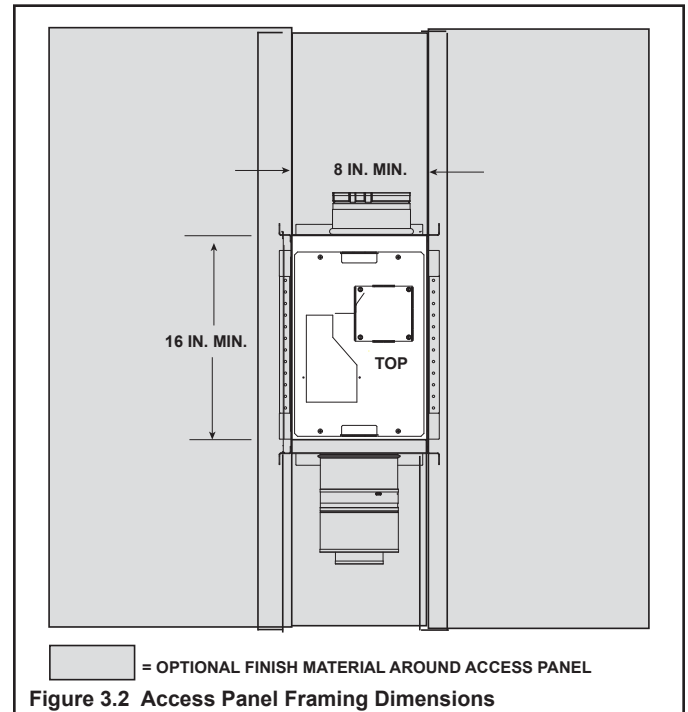 8 IN. MIN.
16 IN. MIN.
TOP
= OPTIONAL FINISH MATERIAL AROUND ACCESS PANEL
Figure 3.2 Access Panel Framing Dimensions